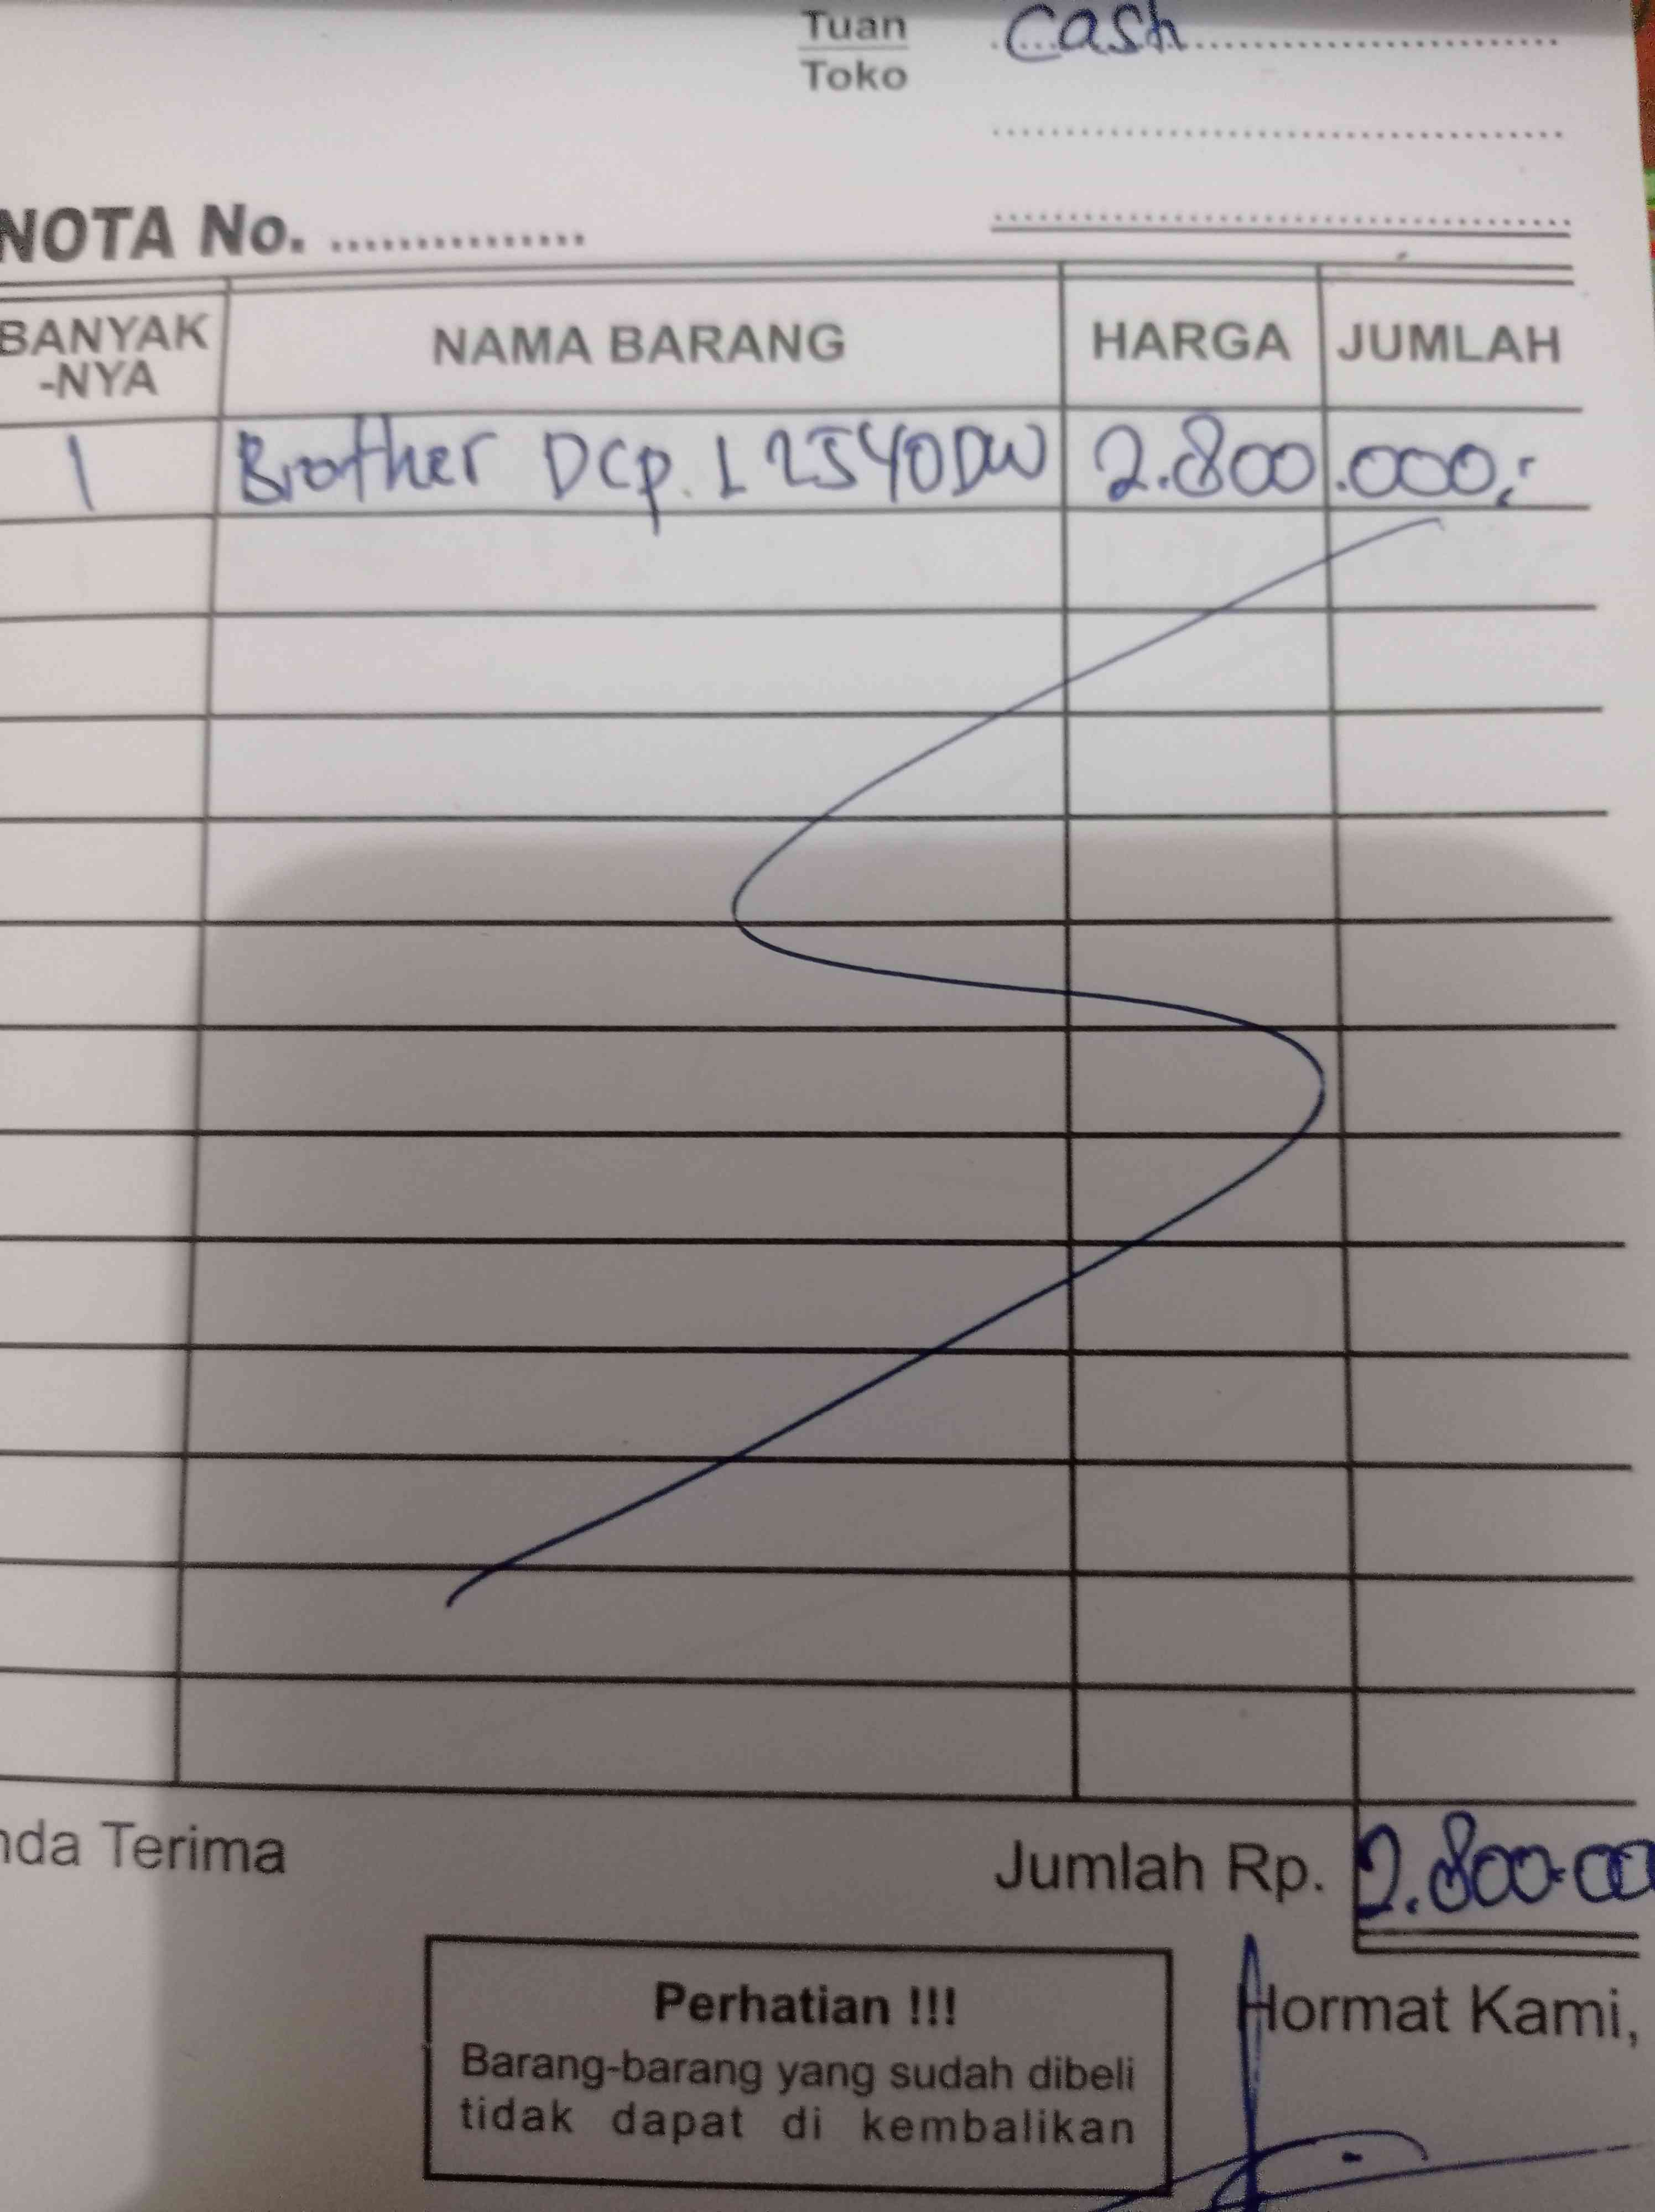 Tuan Cash
Toko
NOTA No. ...............
BANYAK-NYA NAMA BARANG HARGA JUMLAH
1 Brother DCp. L 2540DW 2.800.000,-
nda Terima Jumlah Rp. 2.800.00
Perhatian !!!
Hormat Kami,
Barang-barang yang sudah dibeli
tidak dapat di kembalikan